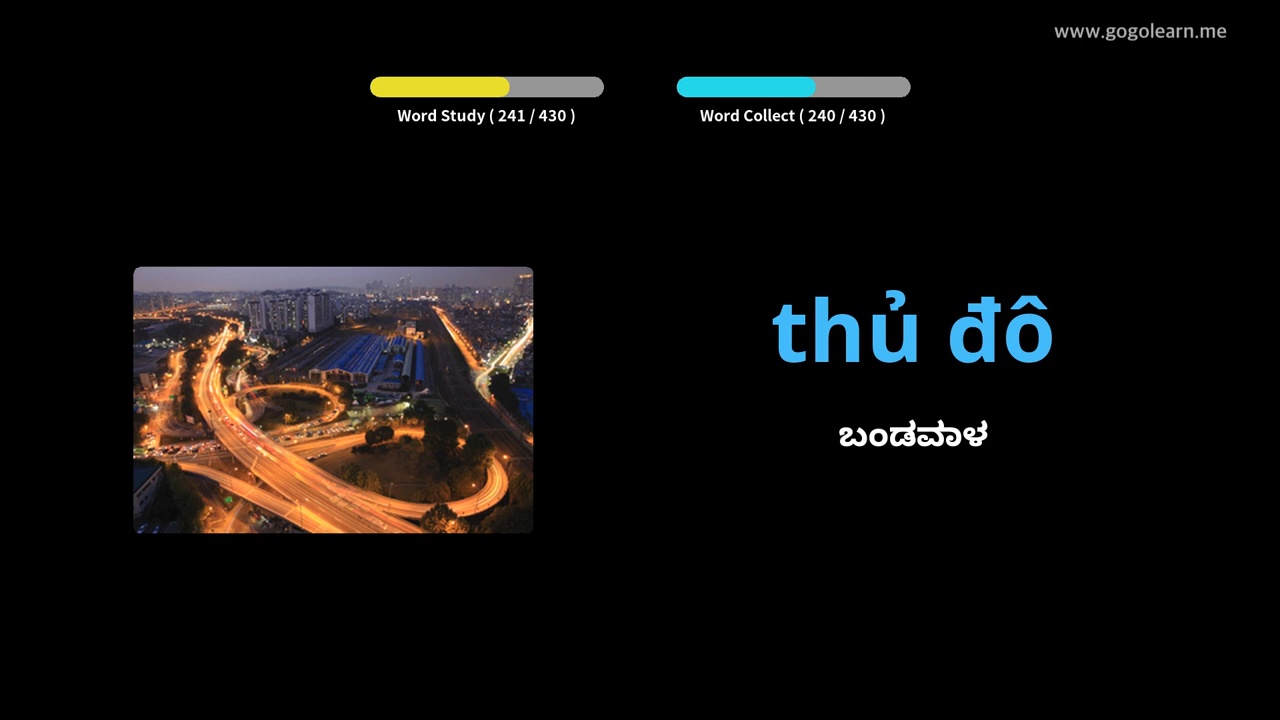 www.gogolearn.me
Word Study ( 241 / 430 )
Word Collect ( 240 / 430 )
thủ đô
ಬಂಡವಾಳ